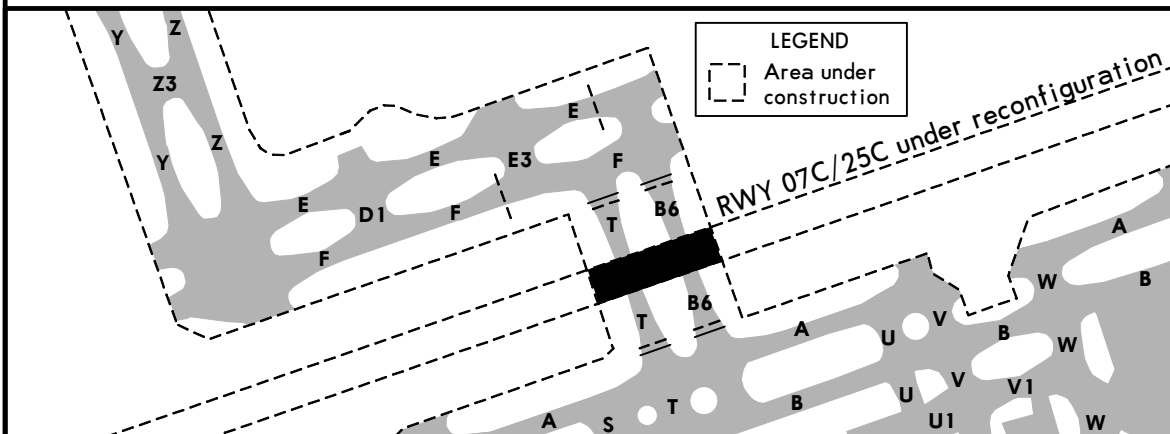 LEGEND
Area under
construction
RWY 07C/25C under reconfiguration
Y
Z
Z3
Y
Z
E
E
E3
E
F
E
D1
F
F
T
B6
T
B6
A
B
W
A
U
V
B
W
V
V1
U
U1
W
B
A
S
T